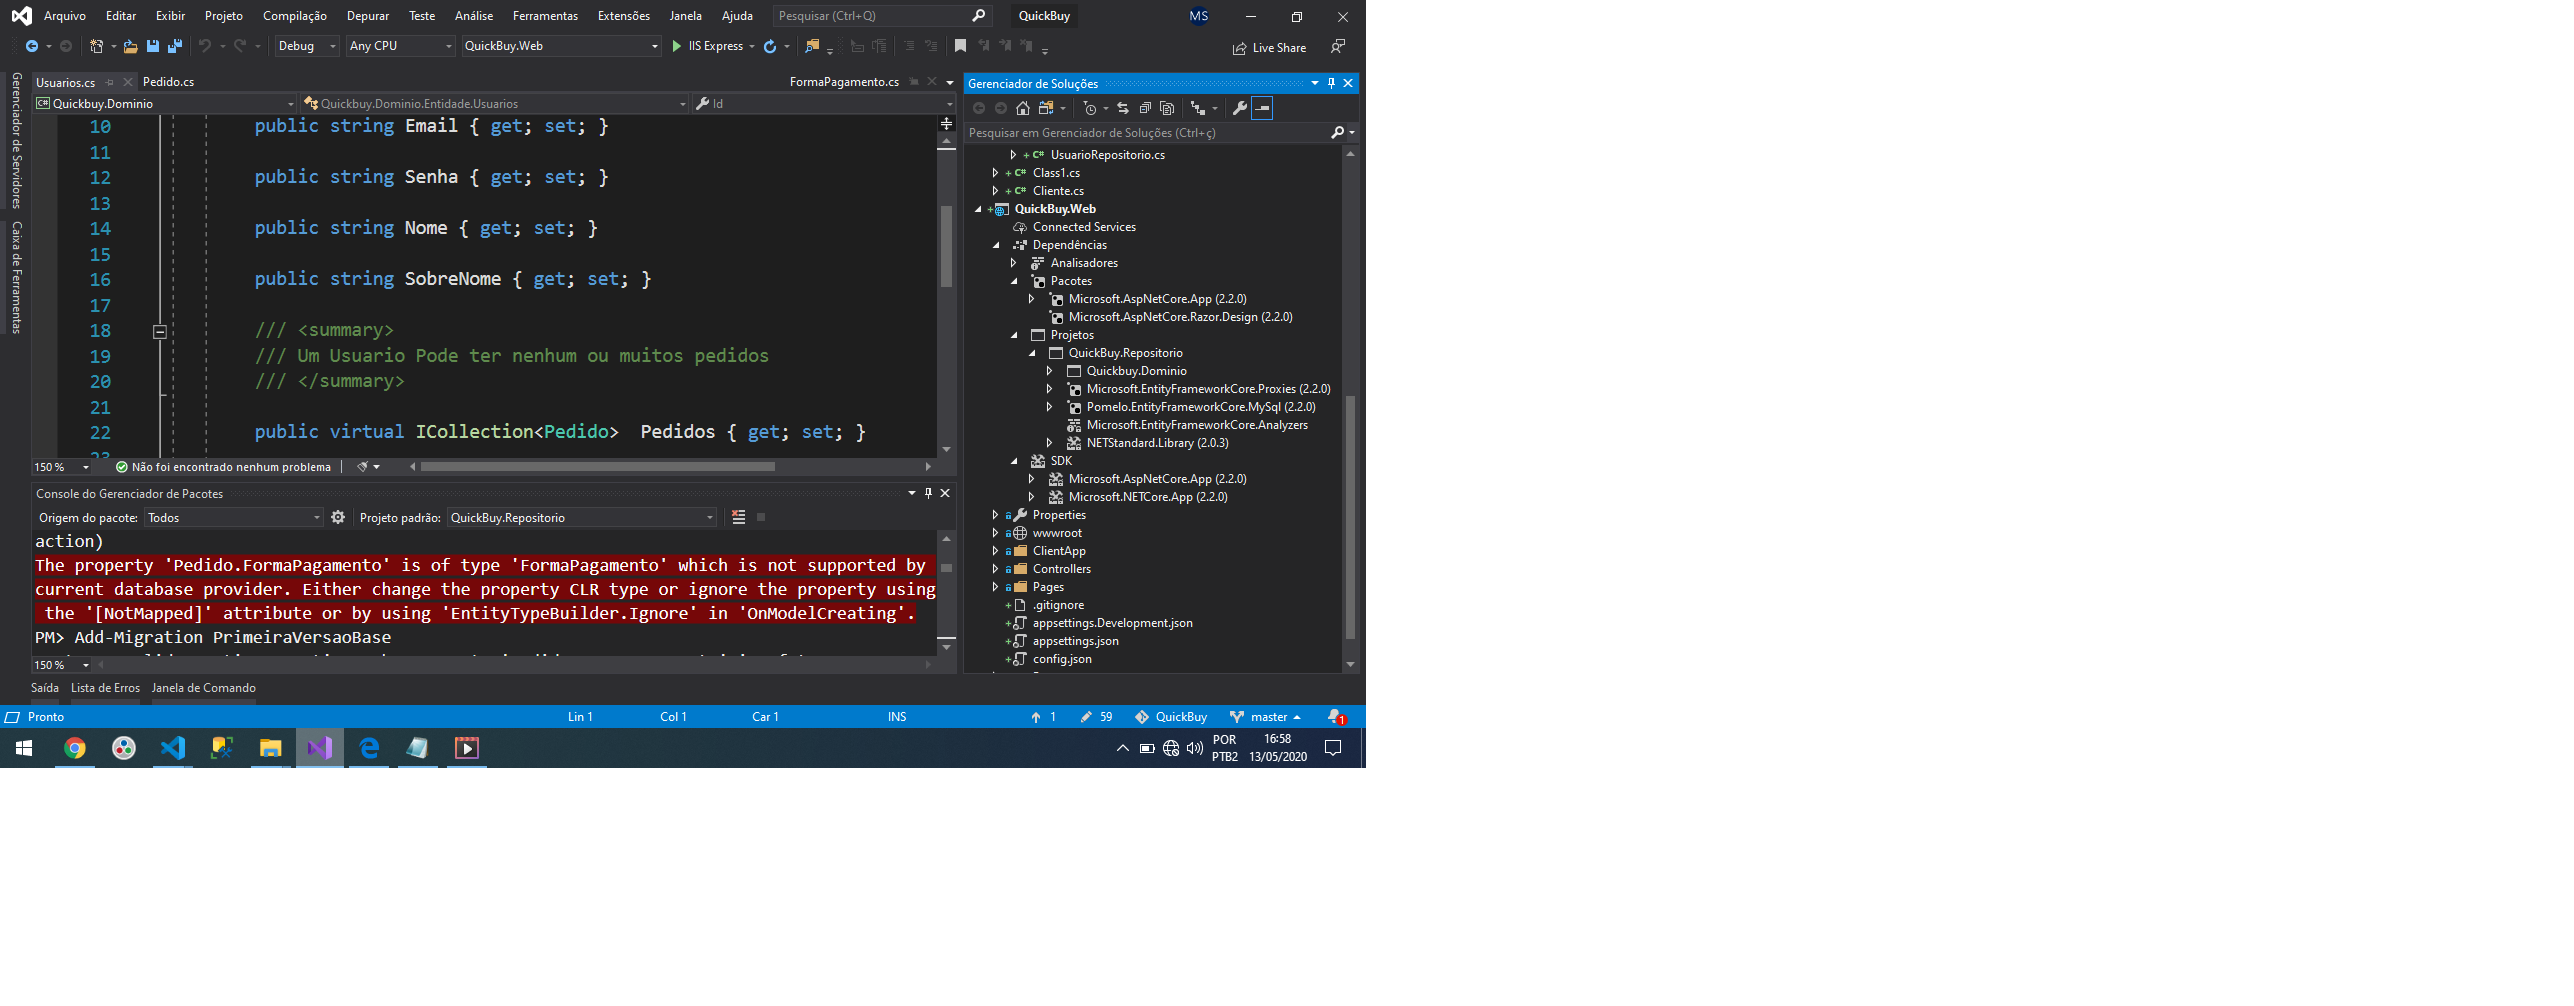 Arquivo Editar Exibir Projeto Compilação Depurar Teste Análise Ferramentas Extensões Janela Ajuda Pesquisar (Ctrl+Q) QuickBuy MS
Debug Any CPU QuickBuy.Web IIS Express Live Share
Gerenciador de Servidores
Caixa de Ferramentas
Usuarios.cs Pedido.cs FormaPagamento.cs
Quickbuy.Dominio Quickbuy.Dominio.Entidade.Usuarios Id
10 public string Email { get; set; }
11
12 public string Senha { get; set; }
13
14 public string Nome { get; set; }
15
16 public string SobreNome { get; set; }
17
18 /// <summary>
19 /// Um Usuario Pode ter nenhum ou muitos pedidos
20 /// </summary>
21
22 public virtual ICollection<Pedido> Pedidos { get; set; }
23
150 % Não foi encontrado nenhum problema
Console do Gerenciador de Pacotes
Origem do pacote: Todos Projeto padrão: QuickBuy.Repositorio
action)
The property 'Pedido.FormaPagamento' is of type 'FormaPagamento' which is not supported by
current database provider. Either change the property CLR type or ignore the property using
the '[NotMapped]' attribute or by using 'EntityTypeBuilder.Ignore' in 'OnModelCreating'.
PM> Add-Migration PrimeiraVersaoBase
150 %
Saída Lista de Erros Janela de Comando
Gerenciador de Soluções
Pesquisar em Gerenciador de Soluções (Ctrl+ç)
UsuarioRepositorio.cs
Class1.cs
Cliente.cs
QuickBuy.Web
Connected Services
Dependências
Analisadores
Pacotes
Microsoft.AspNetCore.App (2.2.0)
Microsoft.AspNetCore.Razor.Design (2.2.0)
Projetos
QuickBuy.Repositorio
Quickbuy.Dominio
Microsoft.EntityFrameworkCore.Proxies (2.2.0)
Pomelo.EntityFrameworkCore.MySql (2.2.0)
Microsoft.EntityFrameworkCore.Analyzers
NETStandard.Library (2.0.3)
SDK
Microsoft.AspNetCore.App (2.2.0)
Microsoft.NETCore.App (2.2.0)
Properties
wwwroot
ClientApp
Controllers
Pages
.gitignore
appsettings.Development.json
appsettings.json
config.json
Pronto Lin 1 Col 1 Car 1 INS 1 59 QuickBuy master 1
POR 16:58
PTB2 13/05/2020